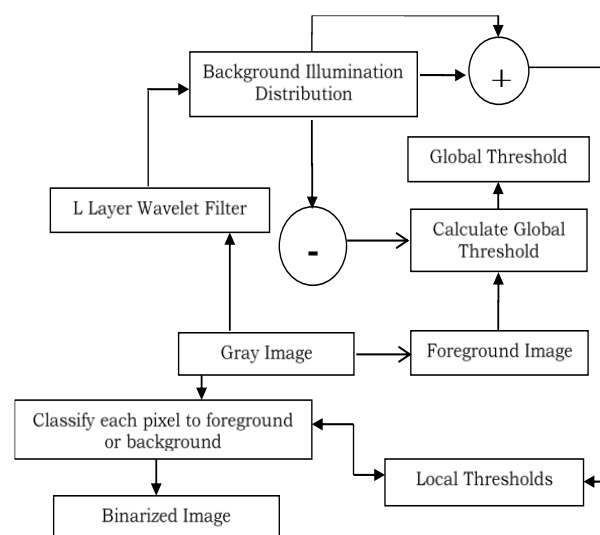 Background Illumination
Distribution
+
Global Threshold
L Layer Wavelet Filter
Calculate Global
Threshold
-
Gray Image
Foreground Image
Classify each pixel to foreground
or background
Local Thresholds
Binarized Image